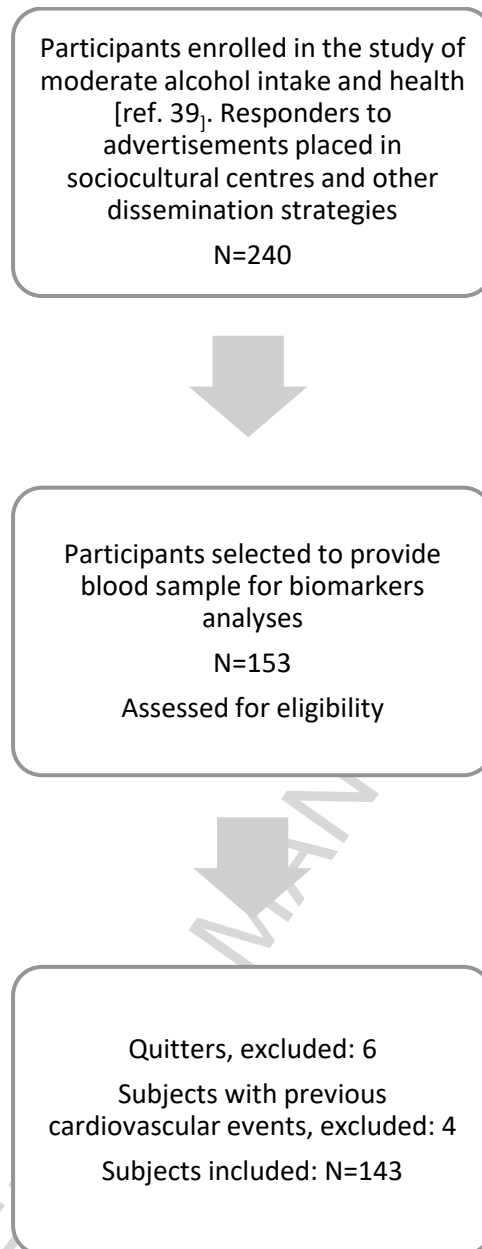 Participants enrolled in the study of
moderate alcohol intake and health
[ref. 39]. Responders to
advertisements placed in
sociocultural centres and other
dissemination strategies
N=240
Participants selected to provide
blood sample for biomarkers
analyses
N=153
Assessed for eligibility
Quitters, excluded: 6
Subjects with previous
cardiovascular events, excluded: 4
Subjects included: N=143